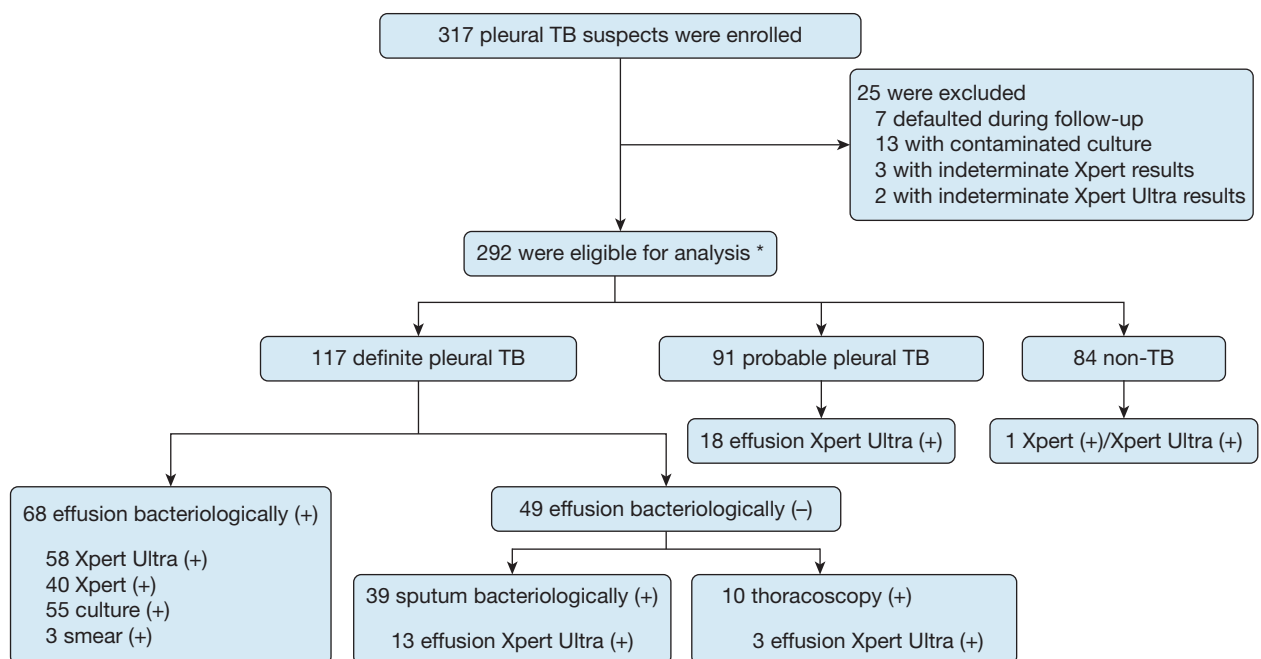 317 pleural TB suspects were enrolled
25 were excluded
7 defaulted during follow-up
13 with contaminated culture
3 with indeterminate Xpert results
2 with indeterminate Xpert Ultra results
292 were eligible for analysis *
117 definite pleural TB
91 probable pleural TB
84 non-TB
18 effusion Xpert Ultra (+)
1 Xpert (+)/Xpert Ultra (+)
68 effusion bacteriologically (+)
58 Xpert Ultra (+)
40 Xpert (+)
55 culture (+)
3 smear (+)
49 effusion bacteriologically (–)
39 sputum bacteriologically (+)
13 effusion Xpert Ultra (+)
10 thoracoscopy (+)
3 effusion Xpert Ultra (+)